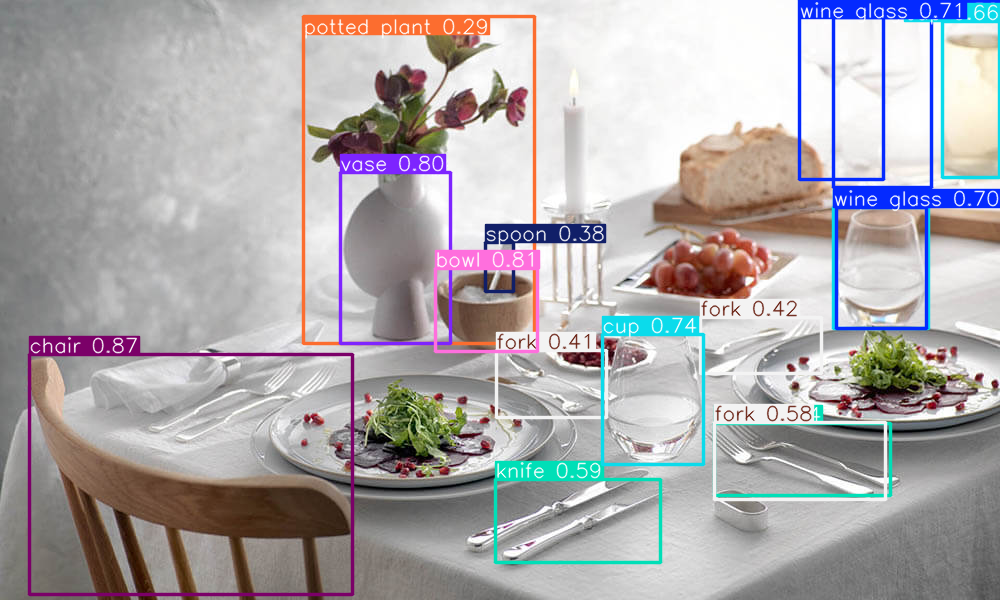 wine glass 0.71
.66
potted plant 0.29
vase 0.80
wine glass 0.70
spoon 0.38
bowl 0.81
fork 0.42
cup 0.74
fork 0.41
chair 0.87
fork 0.58
knife 0.59